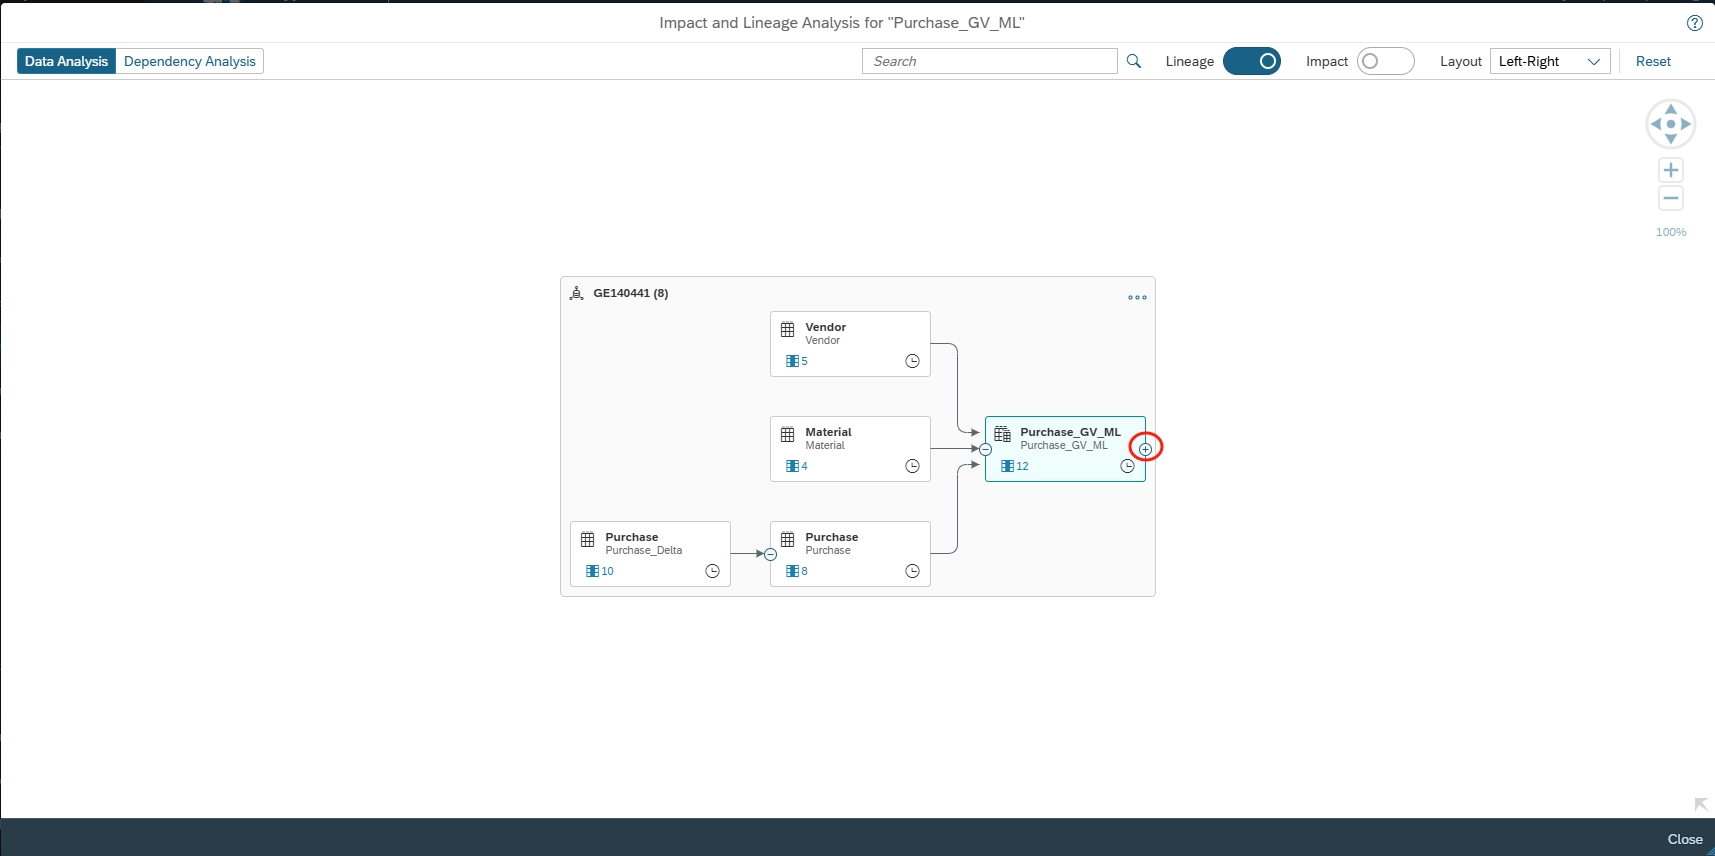 Impact and Lineage Analysis for "Purchase_GV_ML"
Data Analysis
Dependency Analysis
Search
Lineage
Impact
Layout
Left-Right
Reset
100%
GE140441 (8)
Vendor
Vendor
5
Material
Material
4
Purchase_GV_ML
Purchase_GV_ML
12
Purchase
Purchase_Delta
10
Purchase
Purchase
8
Close